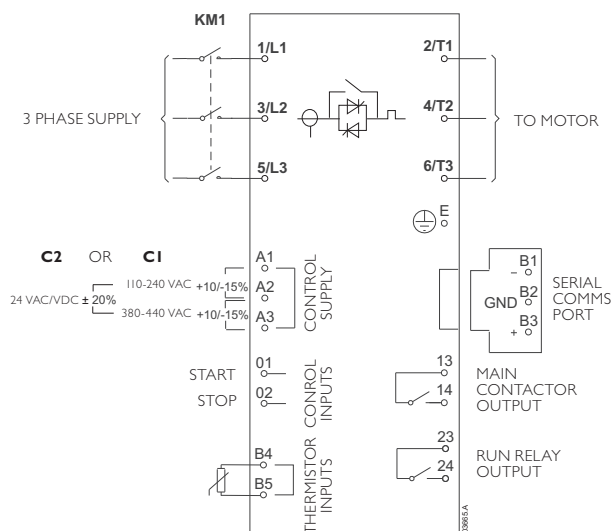 KM1
1/L1
2/T1
3 PHASE SUPPLY
3/L2
4/T2
TO MOTOR
5/L3
6/T3
E
C2 OR C1
A1
110-240 VAC +10/-15%
A2
24 VAC/VDC ± 20%
380-440 VAC +10/-15%
A3
CONTROL
SUPPLY
B1
-
B2
GND
B3
+
SERIAL
COMMS
PORT
START
01
STOP
02
CONROL
INPUTS
13
14
MAIN
CONTACTOR
OUTPUT
B4
B5
THERMISTOR
INPUTS
23
24
RUN RELAY
OUTPUT
03665.A